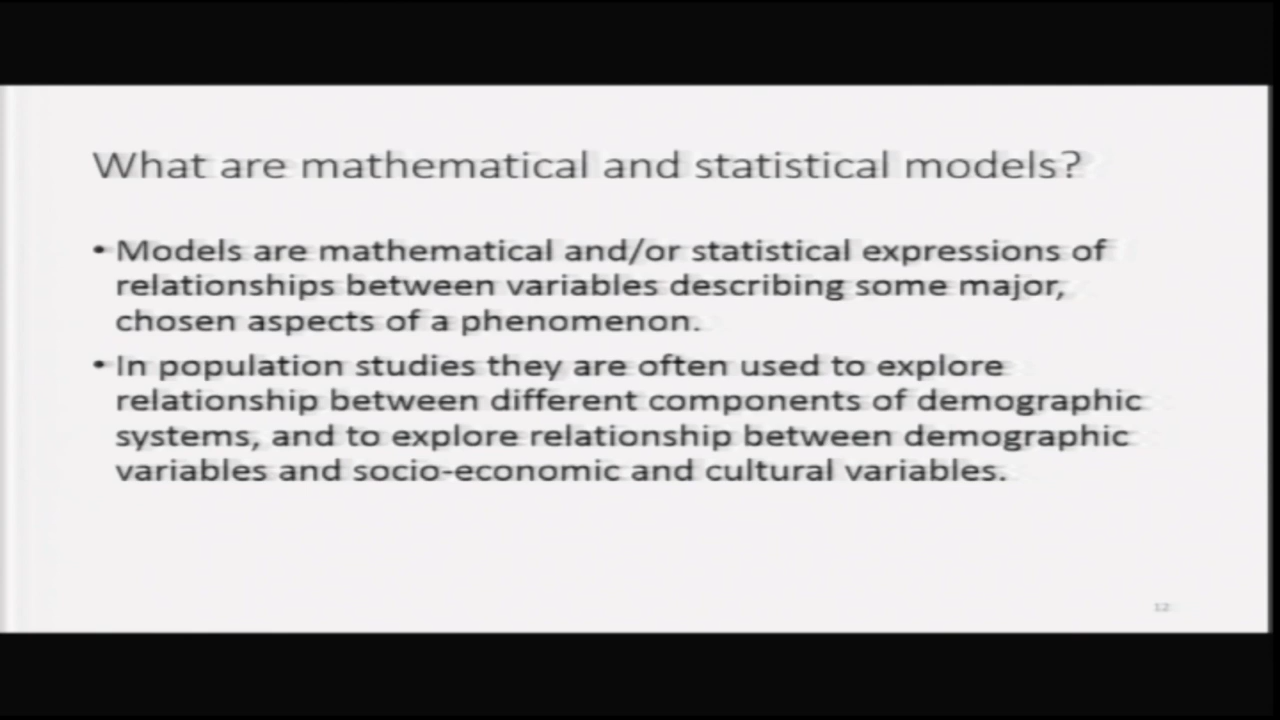 What are mathematical and statistical models?
• Models are mathematical and/or statistical expressions of
relationships between variables describing some major,
chosen aspects of a phenomenon.
• In population studies they are often used to explore
relationship between different components of demographic
systems, and to explore relationship between demographic
variables and socio-economic and cultural variables.
12